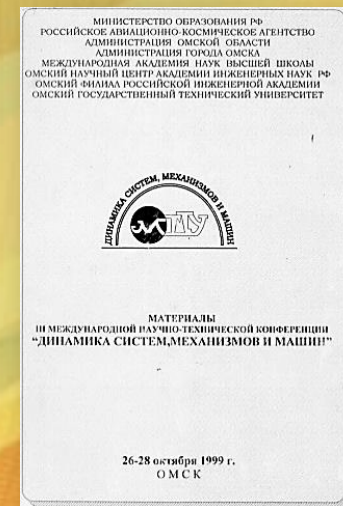 МИНИСТЕРСТВО ОБРАЗОВАНИЯ РФ
РОССИЙСКОЕ АВИАЦИОННО-КОСМИЧЕСКОЕ АГЕНТСТВО
АДМИНИСТРАЦИЯ ОМСКОЙ ОБЛАСТИ
АДМИНИСТРАЦИЯ ГОРОДА ОМСКА
МЕЖДУНАРОДНАЯ АКАДЕМИЯ НАУК ВЫСШЕЙ ШКОЛЫ
ОМСКИЙ НАУЧНЫЙ ЦЕНТР АКАДЕМИИ ИНЖЕНЕРНЫХ НАУК РФ
ОМСКИЙ ФИЛИАЛ РОССИЙСКОЙ ИНЖЕНЕРНОЙ АКАДЕМИИ
ОМСКИЙ ГОСУДАРСТВЕННЫЙ ТЕХНИЧЕСКИЙ УНИВЕРСИТЕТ
ДИНАМИКА СИСТЕМ, МЕХАНИЗМОВ И МАШИН
МАТЕРИАЛЫ
III МЕЖДУНАРОДНОЙ НАУЧНО-ТЕХНИЧЕСКОЙ КОНФЕРЕНЦИИ
“ДИНАМИКА СИСТЕМ,МЕХАНИЗМОВ И МАШИН”
26-28 октября 1999 г.
ОМСК